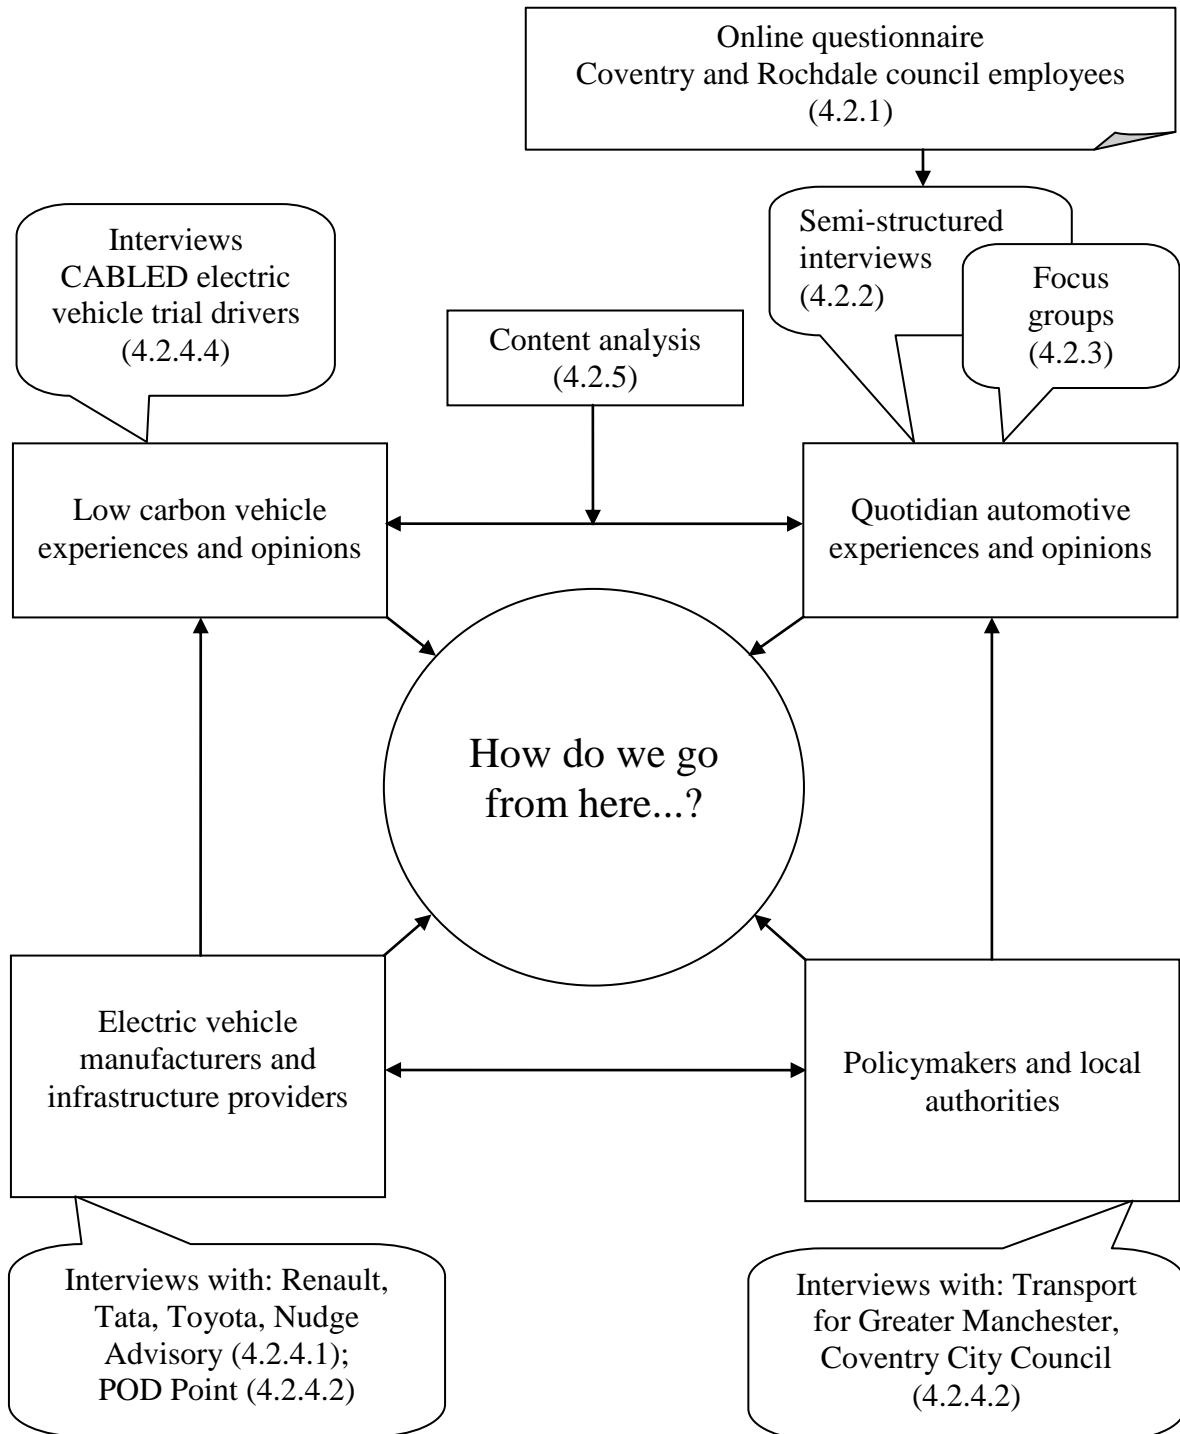 Online questionnaire
Coventry and Rochdale council employees
(4.2.1)
Interviews
CABLED electric
vehicle trial drivers
(4.2.4.4)
Semi-structured
interviews
(4.2.2)
Focus
groups
(4.2.3)
Content analysis
(4.2.5)
Low carbon vehicle
experiences and opinions
Quotidian automotive
experiences and opinions
How do we go
from here...?
Electric vehicle
manufacturers and
infrastructure providers
Policymakers and local
authorities
Interviews with: Renault,
Tata, Toyota, Nudge
Advisory (4.2.4.1);
POD Point (4.2.4.2)
Interviews with: Transport
for Greater Manchester,
Coventry City Council
(4.2.4.2)